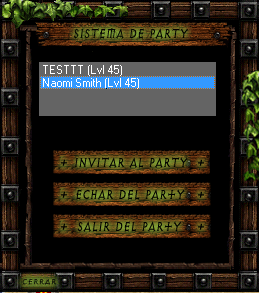 SISTEMA DE PARTY
TESTTT (Lvl 45)
Naomi Smith (Lvl 45)
+ INVITAR AL PARTY +
+ ECHAR DEL PARTY +
+ SALIR DEL PARTY +
CERRAR